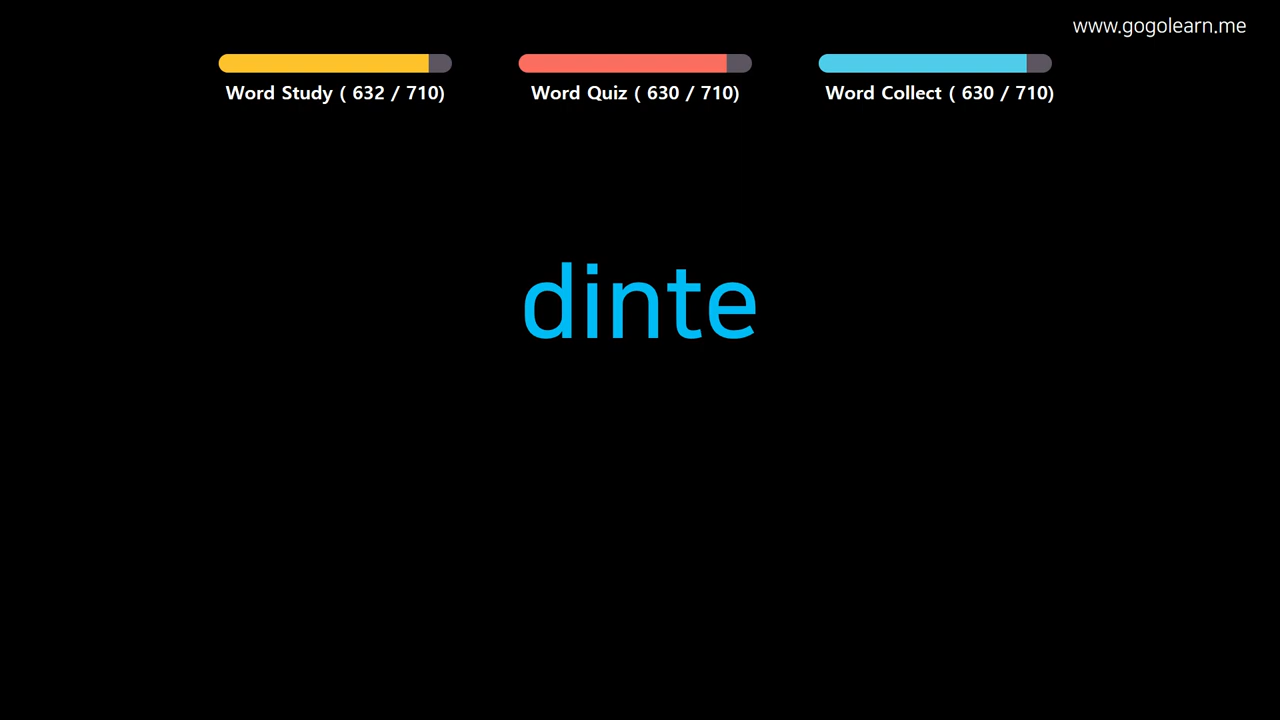 www.gogolearn.me
Word Study ( 632 / 710)
Word Quiz ( 630 / 710)
Word Collect ( 630 / 710)
dinte